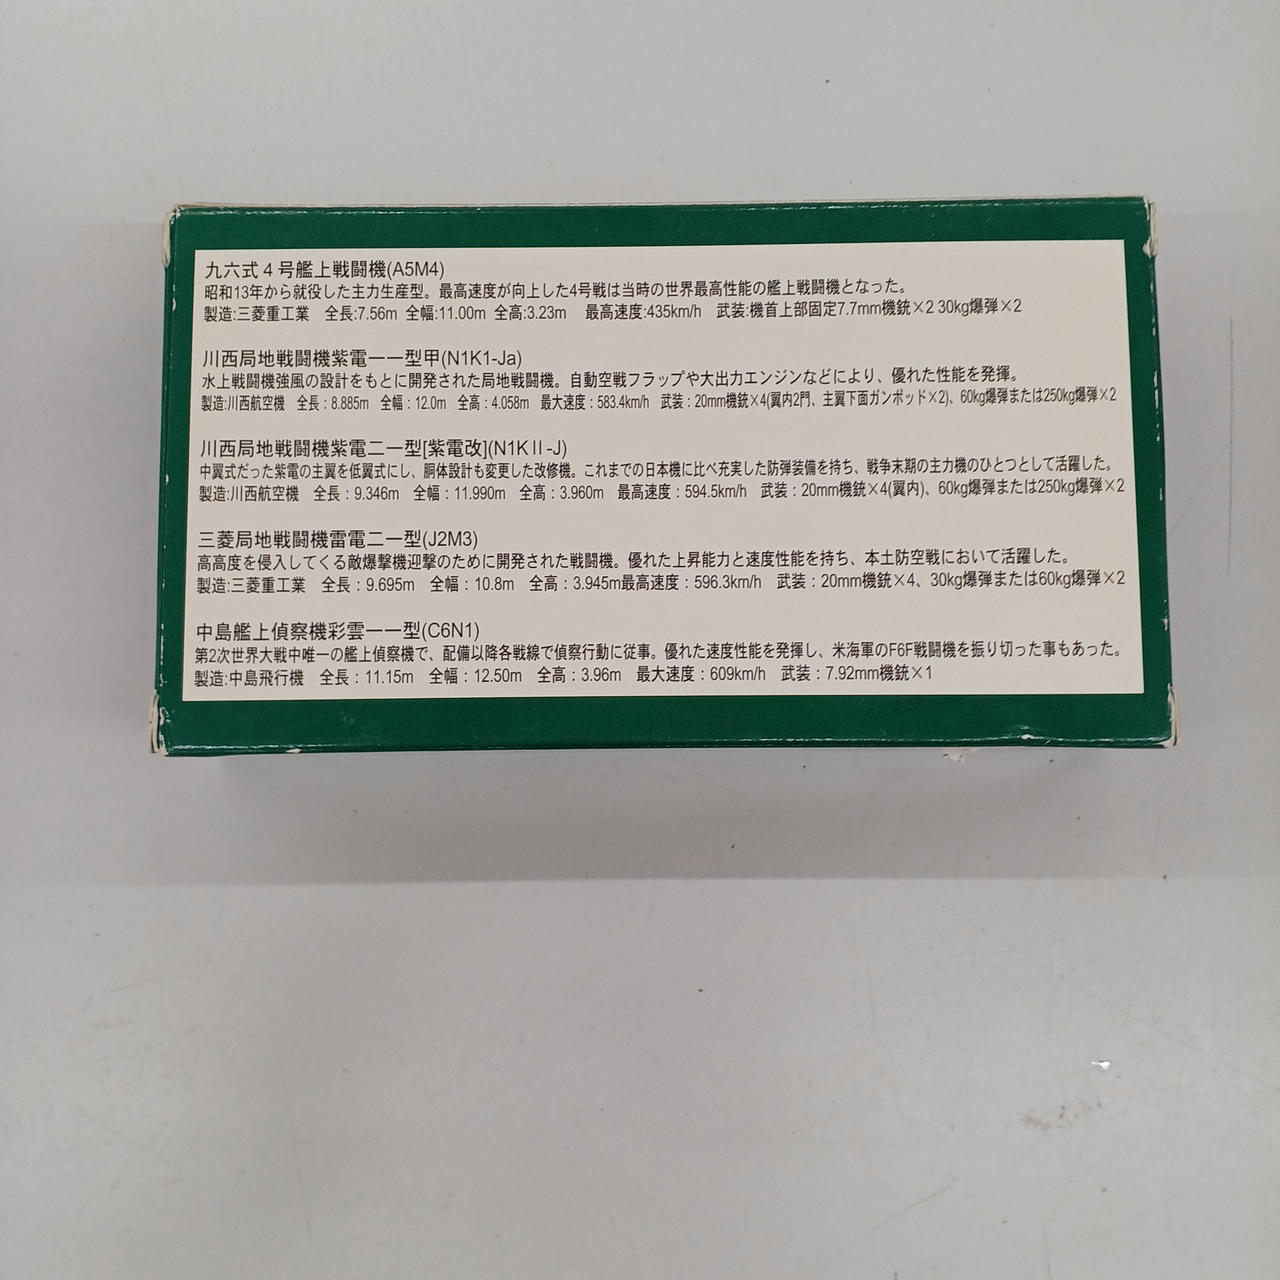 九六式４号艦上戦闘機(A5M4)
昭和13年から就役した主力生産型。最高速度が向上した4号戦は当時の世界最高性能の艦上戦闘機となった。
製造:三菱重工業　全長:7.56m 全幅:11.00m 全高:3.23m　最高速度:435km/h　武装:機首上部固定7.7mm機銃×2 30kg爆弾×2
川西局地戦闘機紫電一一型甲(N1K1-Ja)
水上戦闘機強風の設計をもとに開発された局地戦闘機。自動空戦フラップや大出力エンジンなどにより、優れた性能を発揮。
製造:川西航空機　全長：8.885m　全幅：12.0m　全高：4.058m　最大速度：583.4km/h　武装：20mm機銃×4(翼内2門、主翼下面ガンポッド×2)、60kg爆弾または250kg爆弾×2
川西局地戦闘機紫電二一型[紫電改](N1KⅡ-J)
中翼式だった紫電の主翼を低翼式にし、胴体設計も変更した改修機。これまでの日本機に比べ充実した防弾装備を持ち、戦争末期の主力機のひとつとして活躍した。
製造:川西航空機　全長：9.346m　全幅：11.990m　全高：3.960m　最高速度：594.5km/h　武装：20mm機銃×4(翼内)、60kg爆弾または250kg爆弾×2
三菱局地戦闘機雷電二一型(J2M3)
高高度を侵入してくる敵爆撃機迎撃のために開発された戦闘機。優れた上昇能力と速度性能を持ち、本土防空戦において活躍した。
製造:三菱重工業　全長：9.695m　全幅：10.8m　全高：3.945m最高速度：596.3km/h　武装：20mm機銃×4、30kg爆弾または60kg爆弾×2
中島艦上偵察機彩雲一一型(C6N1)
第2次世界大戦中唯一の艦上偵察機で、配備以降各戦線で偵察行動に従事。優れた速度性能を発揮し、米海軍のF6F戦闘機を振り切った事もあった。
製造:中島飛行機　全長：11.15m　全幅：12.50m　全高：3.96m　最大速度：609km/h　武装：7.92mm機銃×1